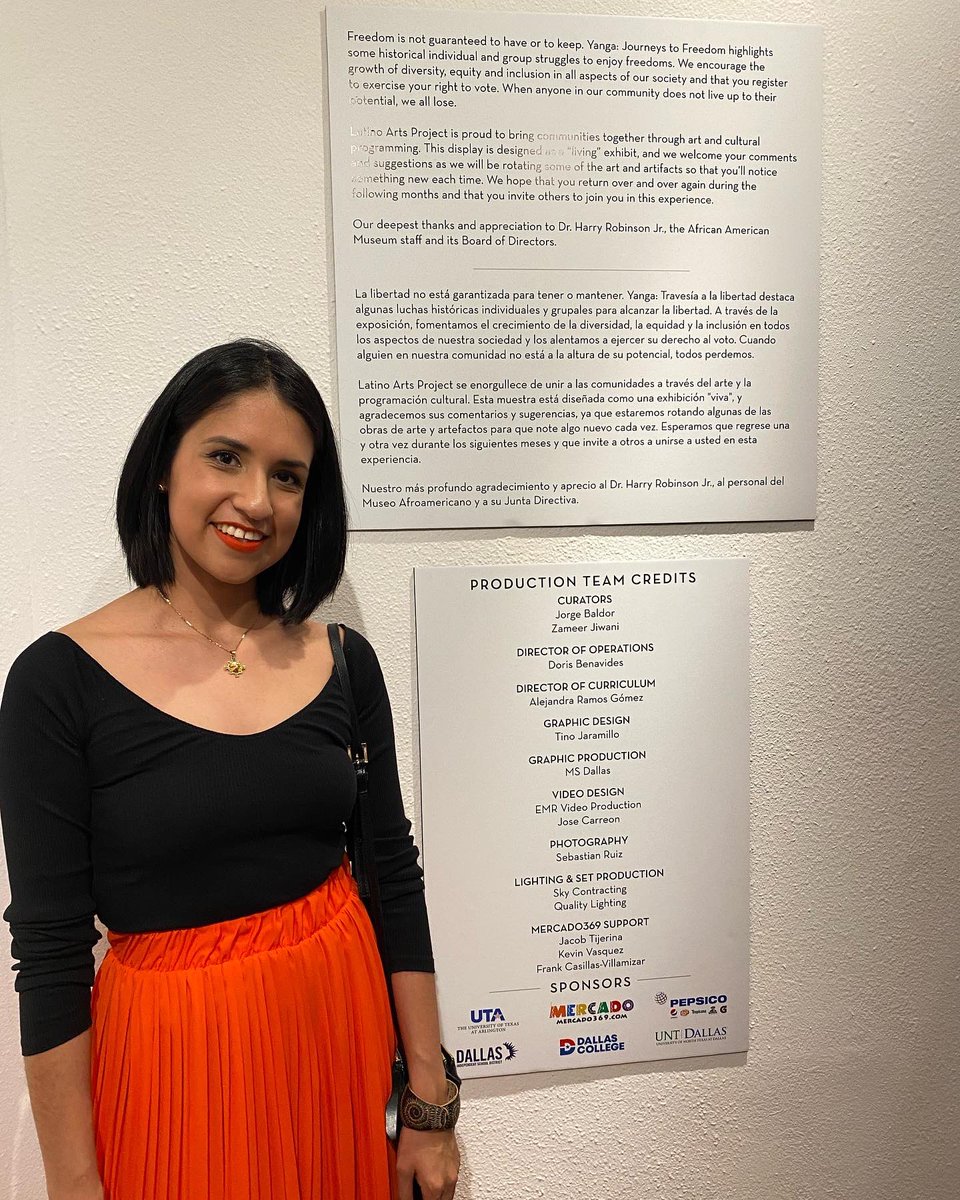 Freedom is not guaranteed to have or to keep. Yanga: Journeys to Freedom highlights
some historical individual and group struggles to enjoy freedoms. We encourage the
growth of diversity, equity and inclusion in all aspects of our society and that you register
to exercise your right to vote. When anyone in our community does not live up to their
potential, we all lose.
Latino Arts Project is proud to bring communities together through art and cultural
programming. This display is designed as a "living" exhibit, and we welcome your comments
and suggestions as we will be rotating some of the art and artifacts so that you'll notice
something new each time. We hope that you return over and over again during the
following months and that you invite others to join you in this experience.
Our deepest thanks and appreciation to Dr. Harry Robinson Jr., the African American
Museum staff and its Board of Directors.
La libertad no está garantizada para tener o mantener. Yanga: Travesía a la libertad destaca
algunas luchas históricas individuales y grupales para alcanzar la libertad. A través de la
exposición, fomentamos el crecimiento de la diversidad, la equidad y la inclusión en todos
los aspectos de nuestra sociedad y los alentamos a ejercer su derecho al voto. Cuando
alguien en nuestra comunidad no está a la altura de su potencial, todos perdemos.
Latino Arts Project se enorgullece de unir a las comunidades a través del arte y la
programación cultural. Esta muestra está diseñada como una exhibición "viva", y
agradecemos sus comentarios y sugerencias, ya que estaremos rotando algunas de las
obras de arte y artefactos para que note algo nuevo cada vez. Esperamos que regrese una
y otra vez durante los siguientes meses y que invite a otros a unirse a usted en esta
experiencia.
Nuestro más profundo agradecimiento y aprecio al Dr. Harry Robinson Jr., al personal del
Museo Afroamericano y a su Junta Directiva.
PRODUCTION TEAM CREDITS
CURATORS
Jorge Baldor
Zameer Jiwani
DIRECTOR OF OPERATIONS
Doris Benavides
DIRECTOR OF CURRICULUM
Alejandra Ramos Gómez
GRAPHIC DESIGN
Tino Jaramillo
GRAPHIC PRODUCTION
MS Dallas
VIDEO DESIGN
EMR Video Production
Jose Carreon
PHOTOGRAPHY
Sebastian Ruiz
LIGHTING & SET PRODUCTION
Sky Contracting
Quality Lighting
MERCADO369 SUPPORT
Jacob Tijerina
Kevin Vasquez
Frank Casillas-Villamizar
SPONSORS
UTA
THE UNIVERSITY OF TEXAS
AT ARLINGTON
MERCADO
MERCADO369.COM
PEPSICO
Tropicana
G
DALLAS
INDEPENDENT SCHOOL DISTRICT
DALLAS
COLLEGE
UNT DALLAS
UNIVERSITY OF NORTH TEXAS AT DALLAS